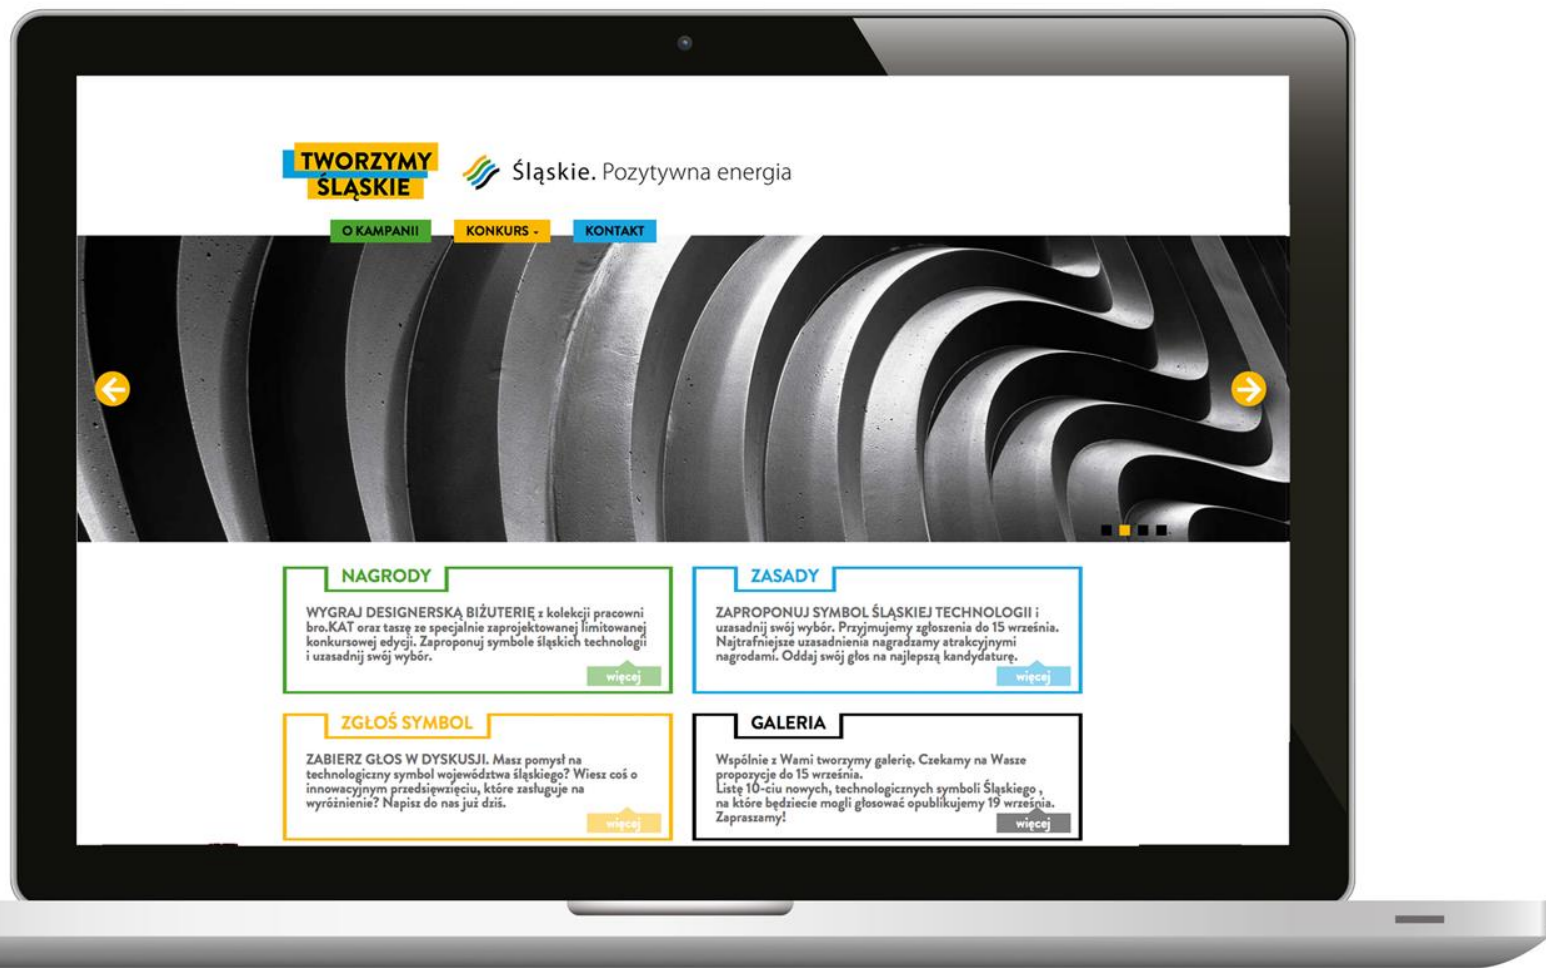 TWORZYMY
ŚLĄSKIE
Śląskie. Pozytywna energia
O KAMPANII
KONKURS
KONTAKT
NAGRODY
WYGRAJ DESIGNERSKĄ BIŻUTERIĘ z kolekcji pracowni
bro.KAT oraz taszę ze specjalnie zaprojektowanej limitowanej
konkursowej edycji. Zaproponuj symbole śląskich technologii
i uzasadnij swój wybór.
więcej
ZASADY
ZAPROPONUJ SYMBOL ŚLĄSKIEJ TECHNOLOGII i
uzasadnij swój wybór. Przyjmujemy zgłoszenia do 15 września.
Najtrafniejsze uzasadnienia nagradzamy atrakcyjnymi
nagrodami. Oddaj swój głos na najlepszą kandydaturę.
więcej
ZGŁOŚ SYMBOL
ZABIERZ GŁOS W DYSKUSJI. Masz pomysł na
technologiczny symbol województwa śląskiego? Wiesz coś o
innowacyjnym przedsięwzięciu, które zasługuje na
wyróżnienie? Napisz do nas już dziś.
więcej
GALERIA
Wspólnie z Wami tworzymy galerię. Czekamy na Wasze
propozycje do 15 września.
Listę 10-ciu nowych, technologicznych symboli Śląskiego ,
na które będziecie mogli głosować opublikujemy 19 września.
Zapraszamy!
więcej